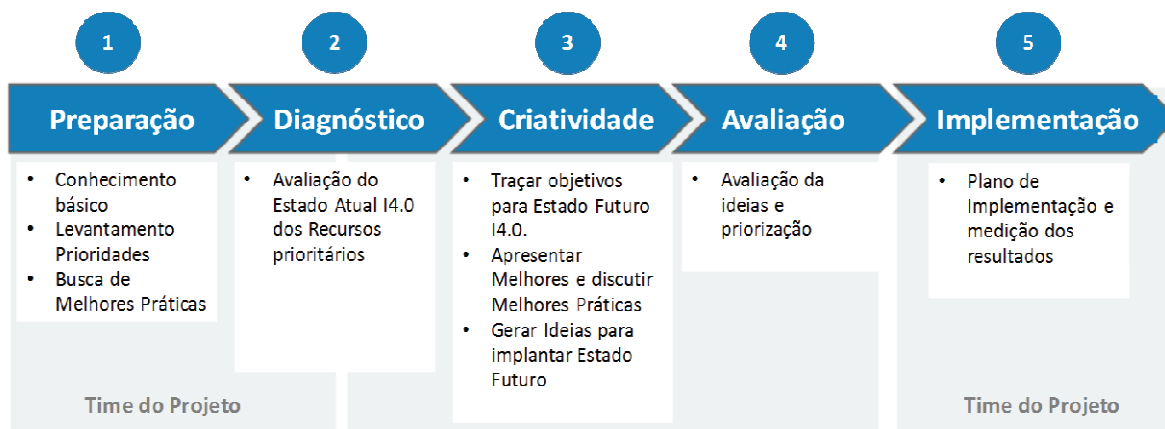 1
2
3
4
5
Preparação
Diagnóstico
Criatividade
Avaliação
Implementação
• Conhecimento
básico
• Levantamento
Prioridades
• Busca de
Melhores Práticas
• Avaliação do
Estado Atual I4.0
dos Recursos
prioritários
• Traçar objetivos
para Estado Futuro
I4.0.
• Apresentar
Melhores e discutir
Melhores Práticas
• Gerar Ideias para
implantar Estado
Futuro
• Avaliação da
ideias e
priorização
• Plano de
Implementação e
medição dos
resultados
Time do Projeto
Time do Projeto